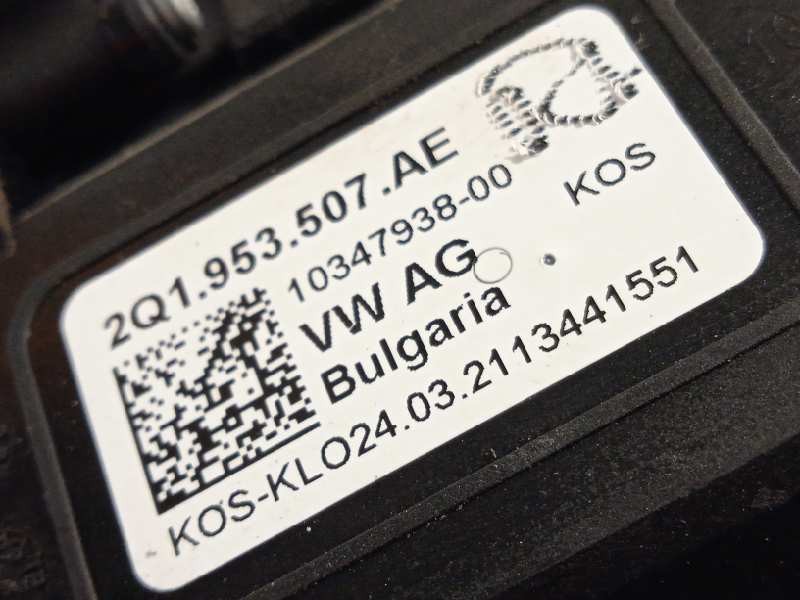 2Q1.953.507.AE
10347938-00
KOS
VW AG
Bulgaria
KOS-KLO24.03.2113441551